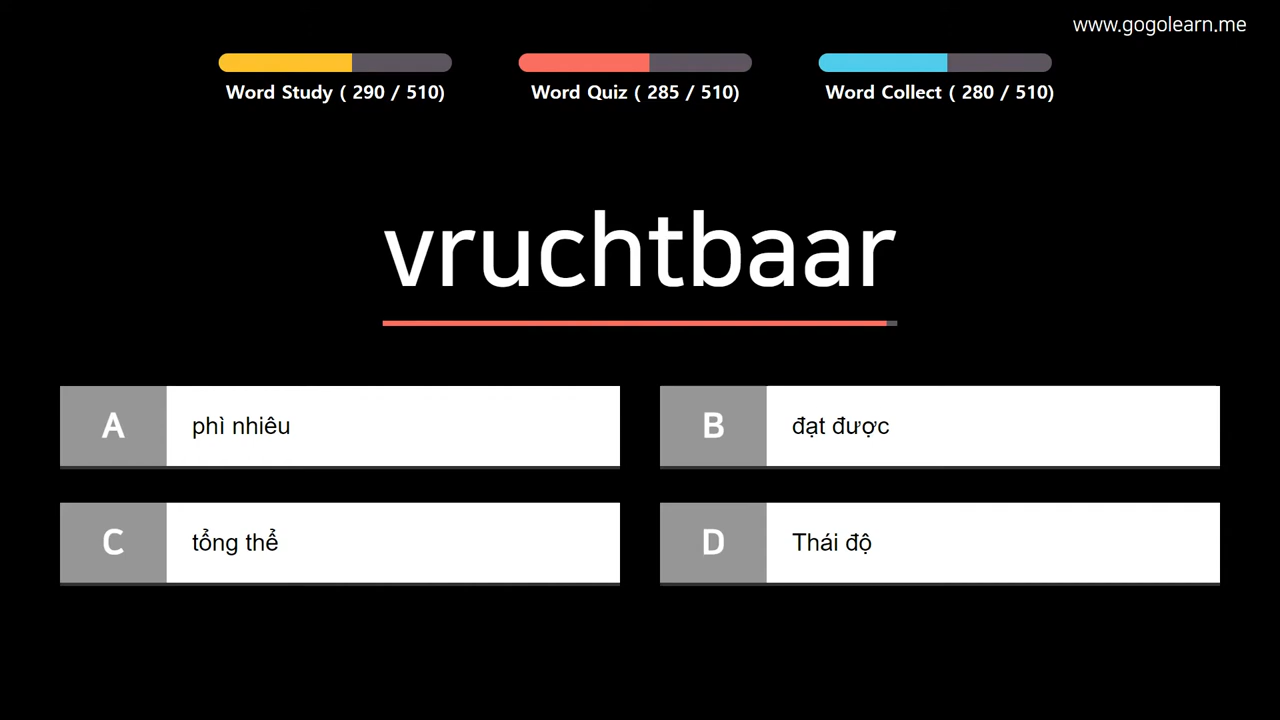 www.gogolearn.me
Word Study ( 290 / 510)
Word Quiz ( 285 / 510)
Word Collect ( 280 / 510)
vruchtbaar
A phì nhiêu
B đạt được
C tổng thể
D Thái độ